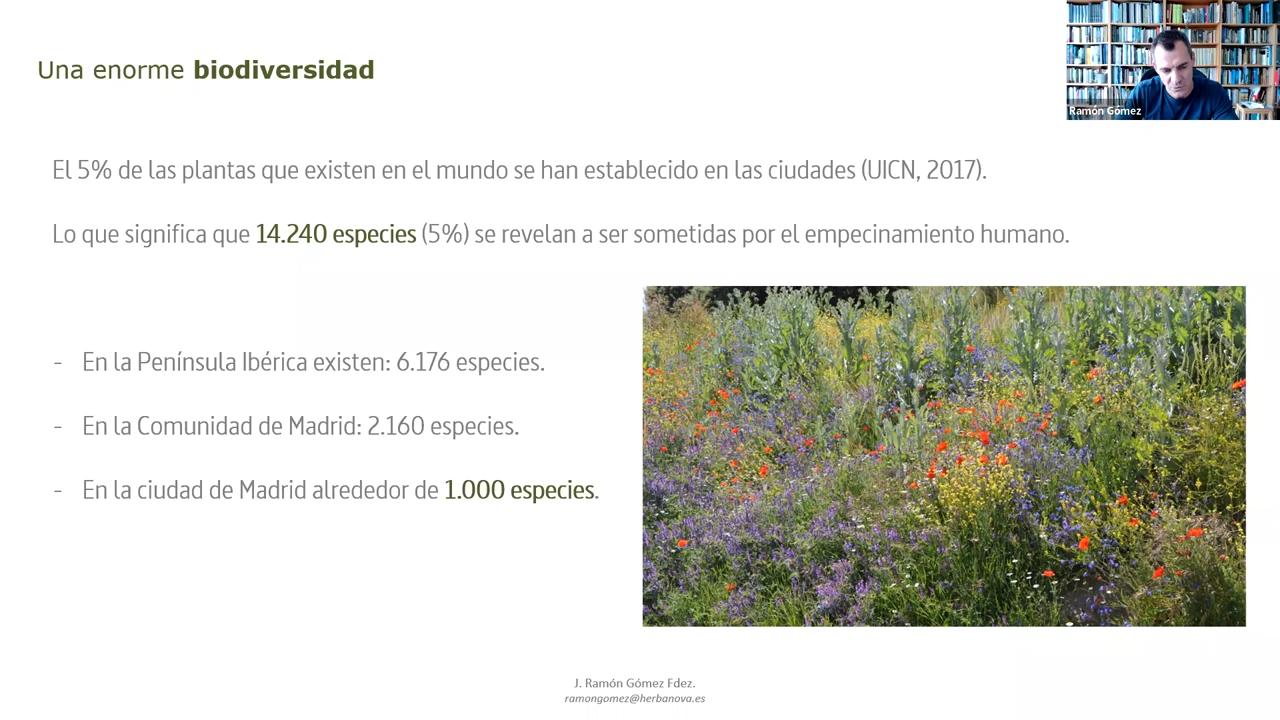 Una enorme biodiversidad
Ramón Gómez
El 5% de las plantas que existen en el mundo se han establecido en las ciudades (UICN, 2017).
Lo que significa que 14.240 especies (5%) se revelan a ser sometidas por el empecinamiento humano.
- En la Península Ibérica existen: 6.176 especies.
- En la Comunidad de Madrid: 2.160 especies.
- En la ciudad de Madrid alrededor de 1.000 especies.
J. Ramón Gómez Fdez.
ramongomez@herbanova.es